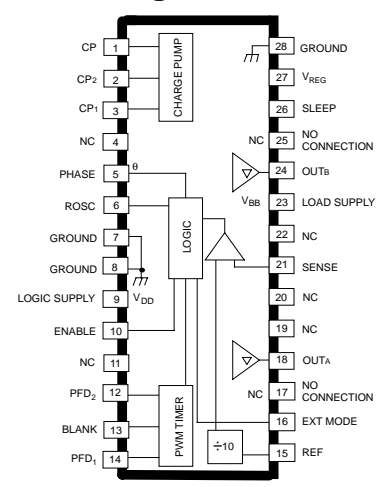 CP 1
CP2 2
CP1 3
NC 4
PHASE 5 θ
ROSC 6
GROUND 7
GROUND 8
LOGIC SUPPLY 9 VDD
ENABLE 10
NC 11
PFD2 12
BLANK 13
PFD1 14
CHARGE PUMP
LOGIC
PWM TIMER
÷10
28 GROUND
27 VREG
26 SLEEP
NC 25 NO
CONNECTION
24 OUTB
VBB 23 LOAD SUPPLY
22 NC
21 SENSE
20 NC
19 NC
18 OUTA
NC 17 NO
CONNECTION
16 EXT MODE
15 REF